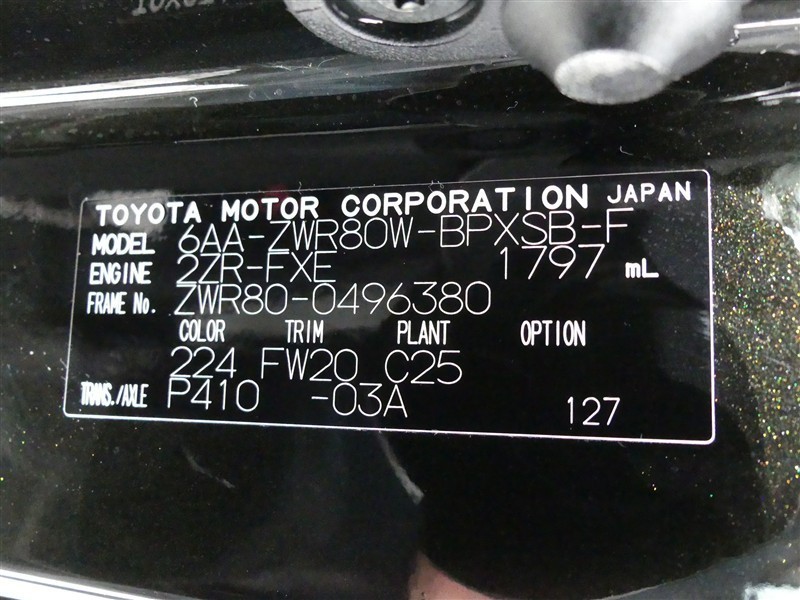 TOYOTA MOTOR CORPORATION JAPAN
MODEL 6AA-ZWR80W-BPXSB-F
ENGINE 2ZR-FXE 1797 mL
FRAME No. ZWR80-0496380
COLOR TRIM PLANT OPTION
224 FW20 C25
TRANS./AXLE P410 -03A 127